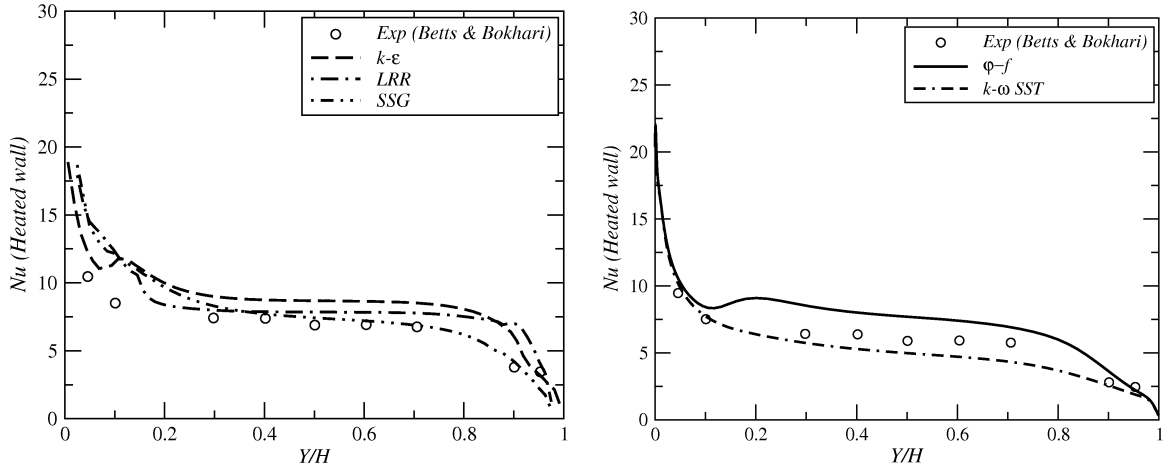 30
25
20
15
10
5
0
Nu (Heated wall)
Exp (Betts & Bokhari)
k-ε
LRR
SSG
0 0.2 0.4 0.6 0.8 1
Y/H
30
25
20
15
10
5
0
Nu (Heated wall)
Exp (Betts & Bokhari)
φ−f
k-ω SST
0 0.2 0.4 0.6 0.8 1
Y/H